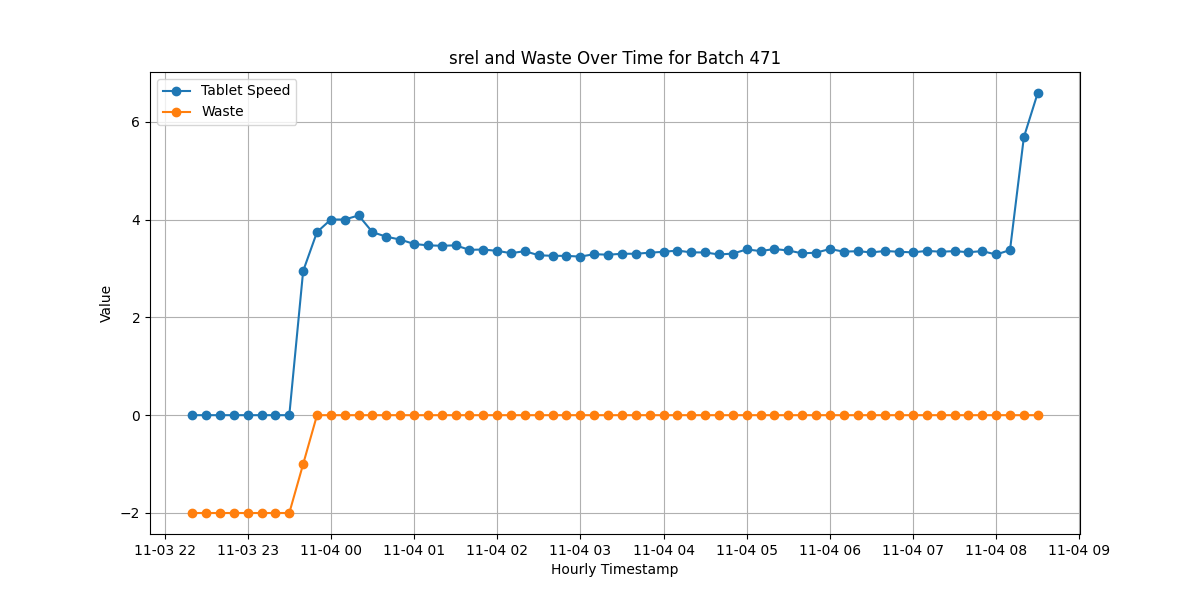 srel and Waste Over Time for Batch 471
Tablet Speed
Waste
6
4
2
0
−2
Value
11-03 22 11-03 23 11-04 00 11-04 01 11-04 02 11-04 03 11-04 04 11-04 05 11-04 06 11-04 07 11-04 08 11-04 09
Hourly Timestamp